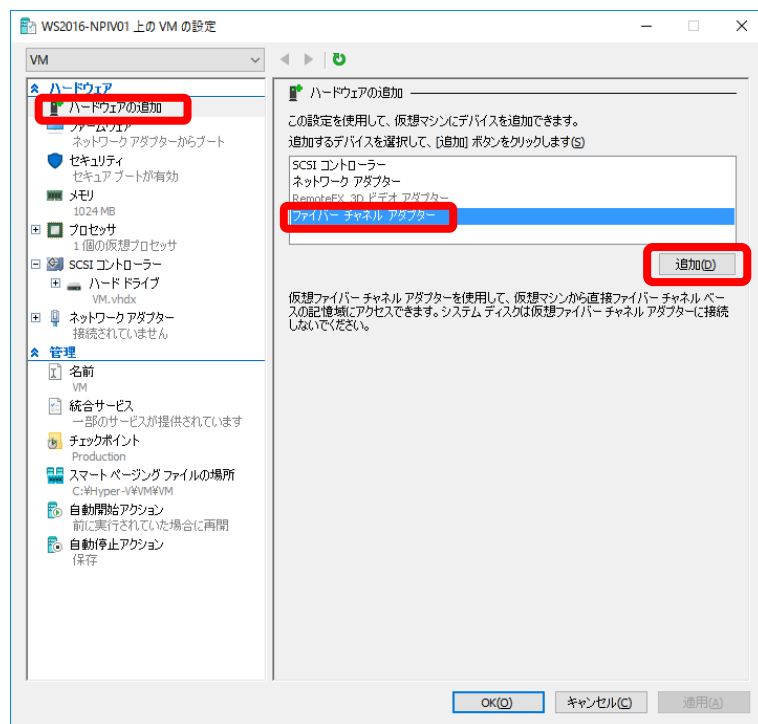 WS2016-NPIV01 上の VM の設定
VM
ハードウェア
ハードウェアの追加
ファームウェア
ネットワーク アダプターからブート
セキュリティ
セキュア ブートが有効
メモリ
1024 MB
プロセッサ
1 個の仮想プロセッサ
SCSI コントローラー
ハード ドライブ
VM.vhdx
ネットワーク アダプター
接続されていません
管理
名前
VM
統合サービス
一部のサービスが提供されています
チェックポイント
Production
スマート ページング ファイルの場所
C:¥Hyper-V¥VM¥VM
自動開始アクション
前に実行されていた場合に再開
自動停止アクション
保存
ハードウェアの追加
この設定を使用して、仮想マシンにデバイスを追加できます。
追加するデバイスを選択して、[追加] ボタンをクリックします(S)
SCSI コントローラー
ネットワーク アダプター
RemoteFX 3D ビデオ アダプター
ファイバー チャネル アダプター
追加(D)
仮想ファイバー チャネル アダプターを使用して、仮想マシンから直接ファイバー チャネル ベー
スの記憶域にアクセスできます。システム ディスクは仮想ファイバー チャネル アダプターに接続
しないでください。
OK(O)
キャンセル(C)
適用(A)